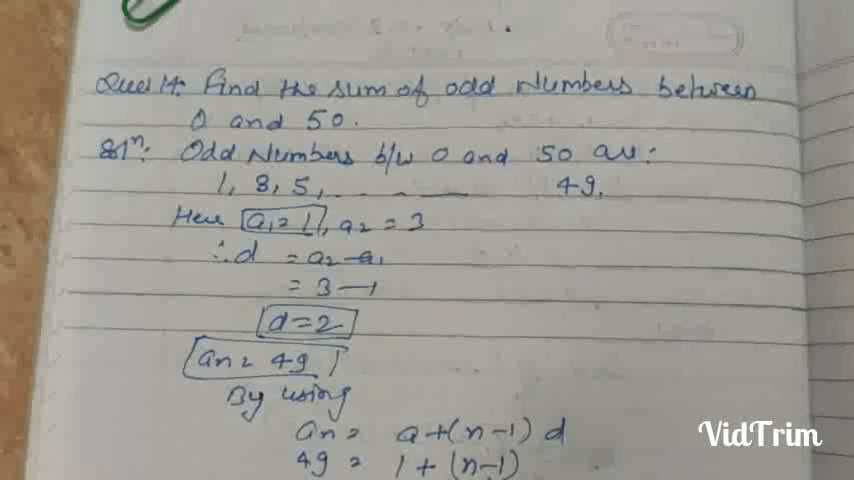 Ques 14: Find the sum of odd Numbers between
0 and 50.
Solⁿ: Odd Numbers b/w 0 and 50 are:
1, 3, 5, - - - — 49.
Here a₁ = 1, a₂ = 3
∴ d = a₂ - a₁
= 3 - 1
d = 2
an = 49
By using
an = a + (n-1) d
49 = 1 + (n-1)
VidTrim